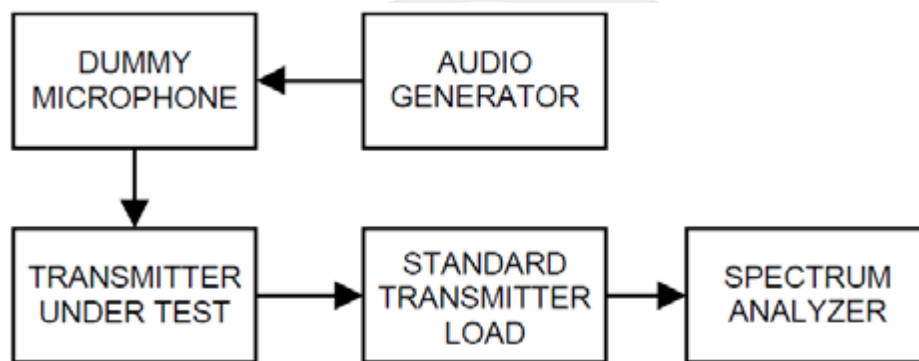 DUMMY
MICROPHONE
AUDIO
GENERATOR
TRANSMITTER
UNDER TEST
STANDARD
TRANSMITTER
LOAD
SPECTRUM
ANALYZER